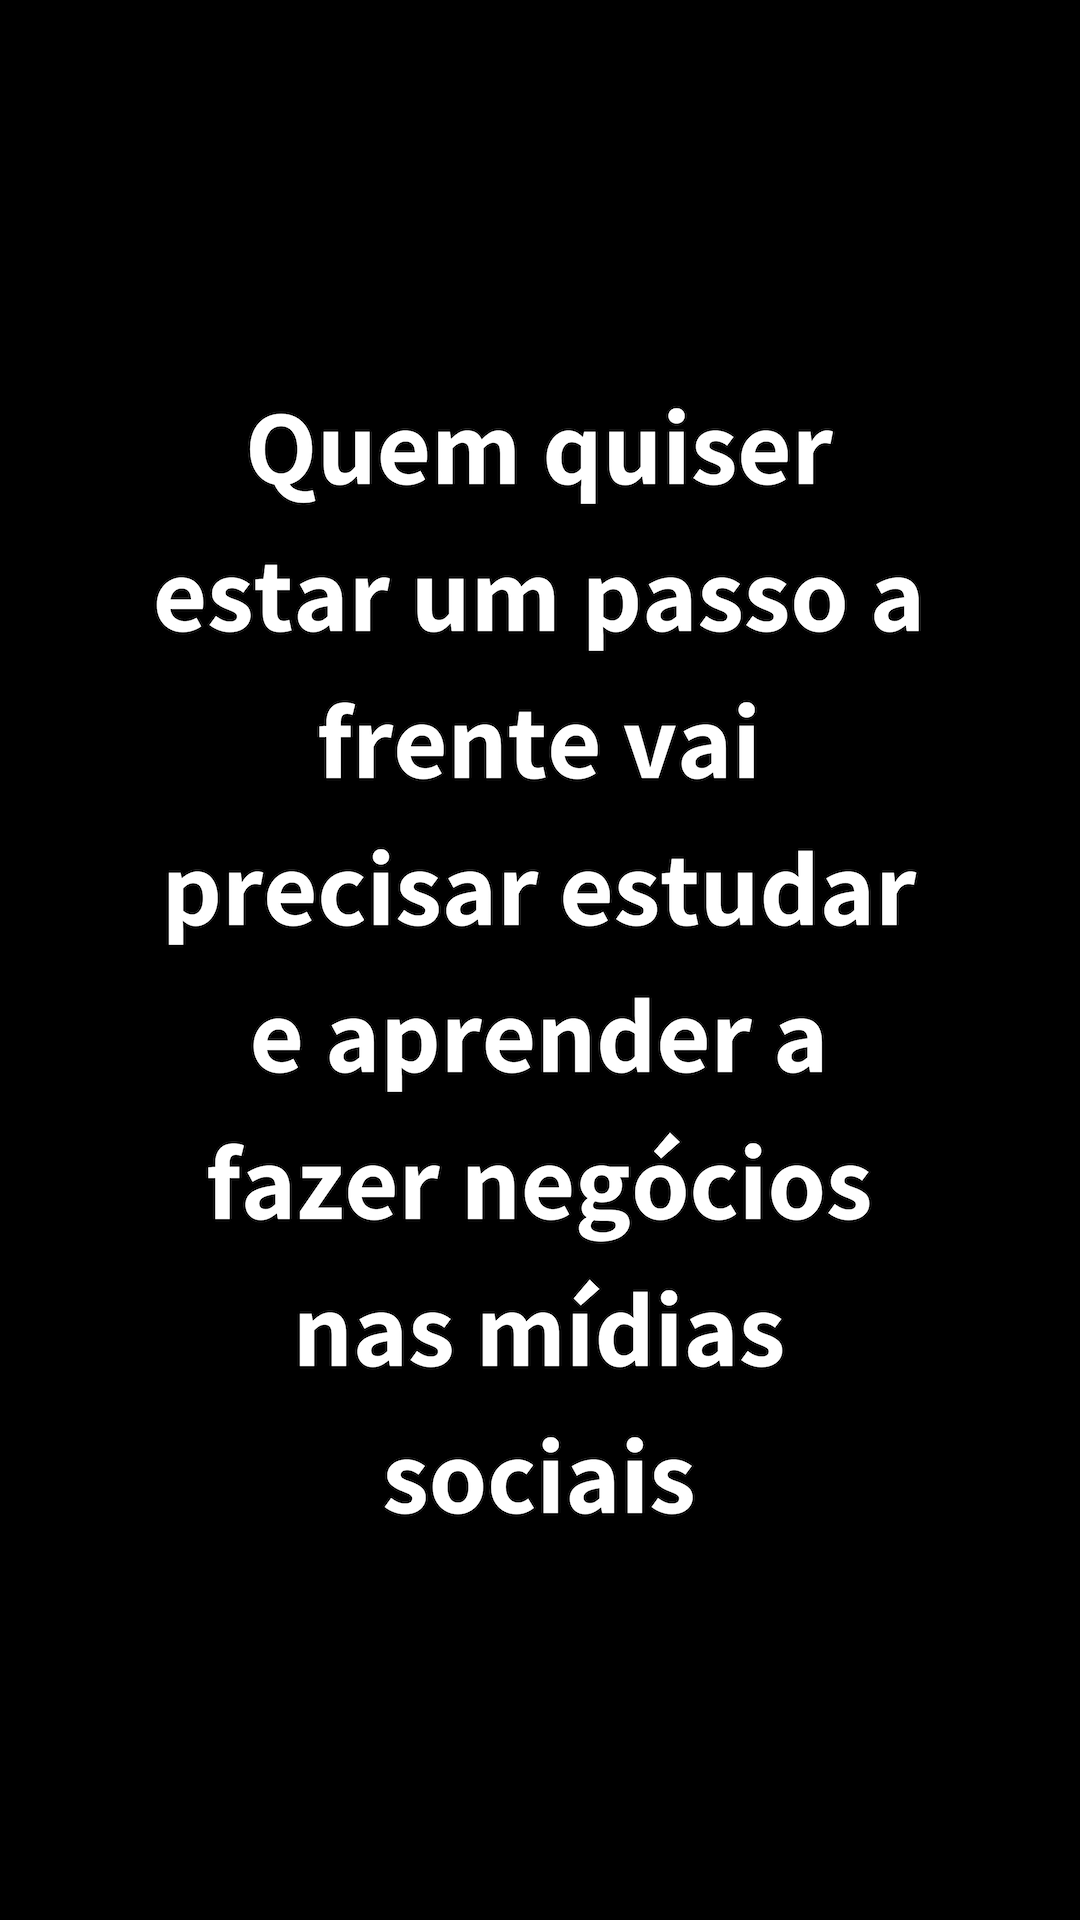 Quem quiser
estar um passo a
frente vai
precisar estudar
e aprender a
fazer negócios
nas mídias
sociais